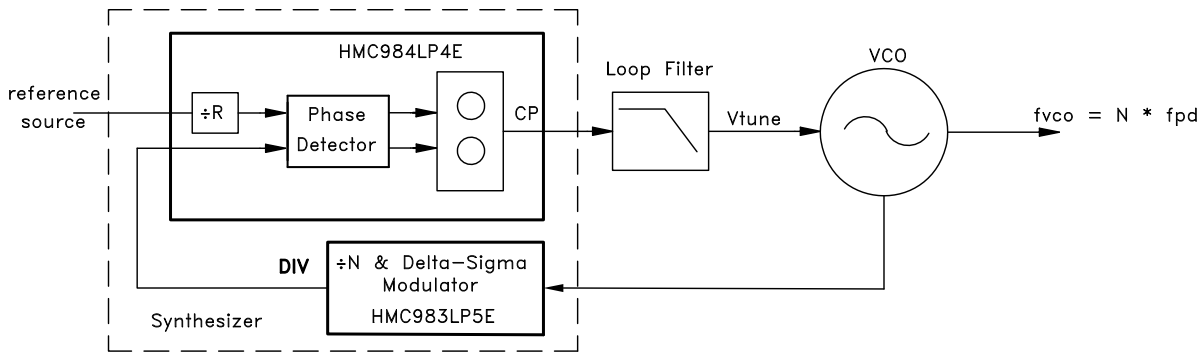 HMC984LP4E
reference
source
÷R
Phase
Detector
CP
Loop Filter
Vtune
VCO
fvco = N * fpd
DIV
÷N & Delta-Sigma
Modulator
HMC983LP5E
Synthesizer